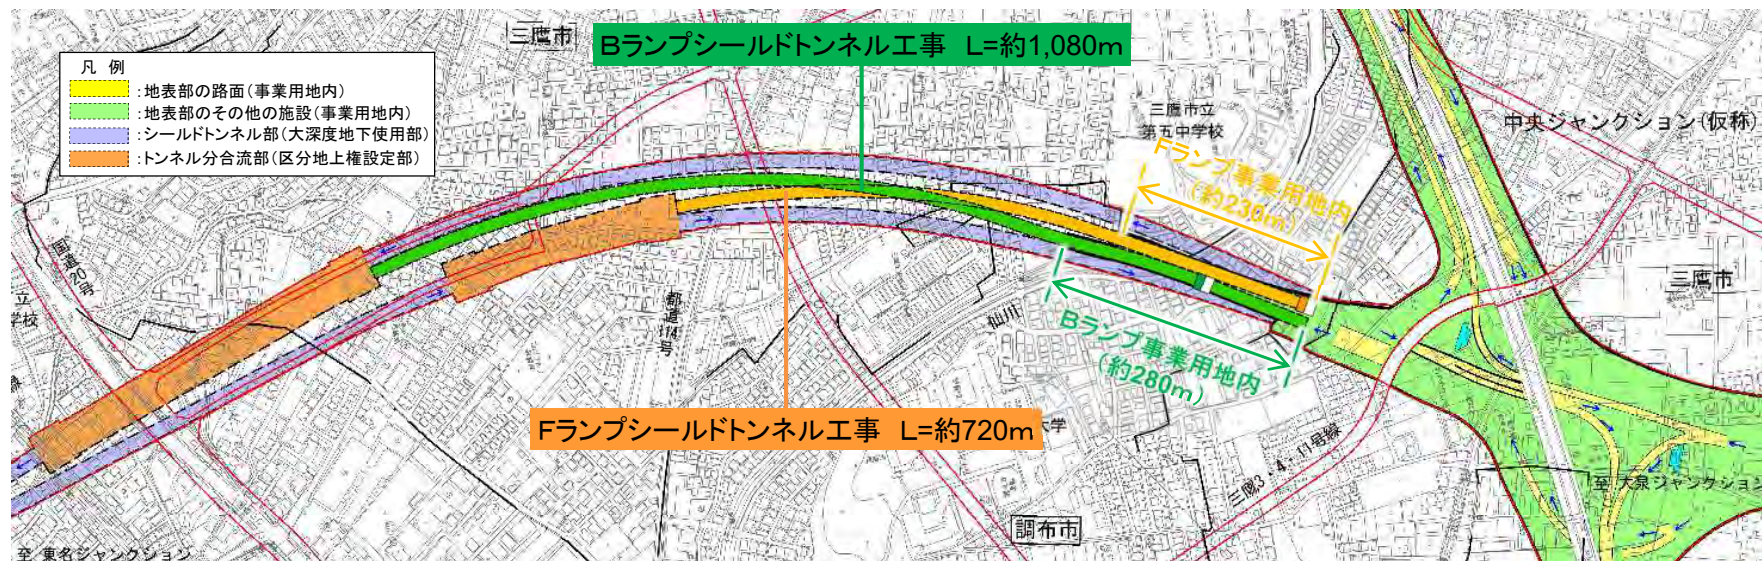 三鷹市
Bランプシールドトンネル工事　L=約1,080m
凡 例
:地表部の路面(事業用地内)
:地表部のその他の施設(事業用地内)
:シールドトンネル部(大深度地下使用部)
:トンネル分合流部(区分地上権設定部)
三鷹市立
第五中学校
中央ジャンクション(仮称)
Fランプ事業用地内
(約230m)
国道20号
立
学校
都道114号
仙川
三鷹市
Bランプ事業用地内
(約280m)
Fランプシールドトンネル工事　L=約720m
大学
三鷹3・4・11号線
至 大泉ジャンクション
調布市
至 東名ジャンクション